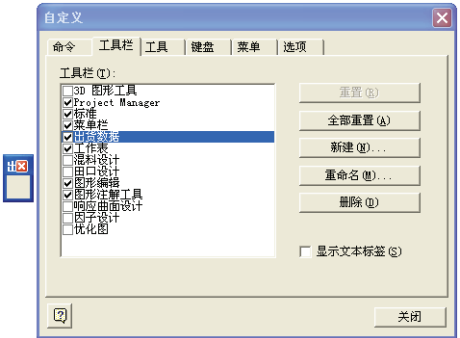 自定义
命令 工具栏 工具 键盘 菜单 选项
工具栏(T):
3D 图形工具
Project Manager
标准
菜单栏
出货数据
工作表
混料设计
田口设计
图形编辑
图形注解工具
响应曲面设计
因子设计
优化图
重置(R)
全部重置(A)
新建(N)...
重命名(M)...
删除(D)
显示文本标签(S)
关闭
出